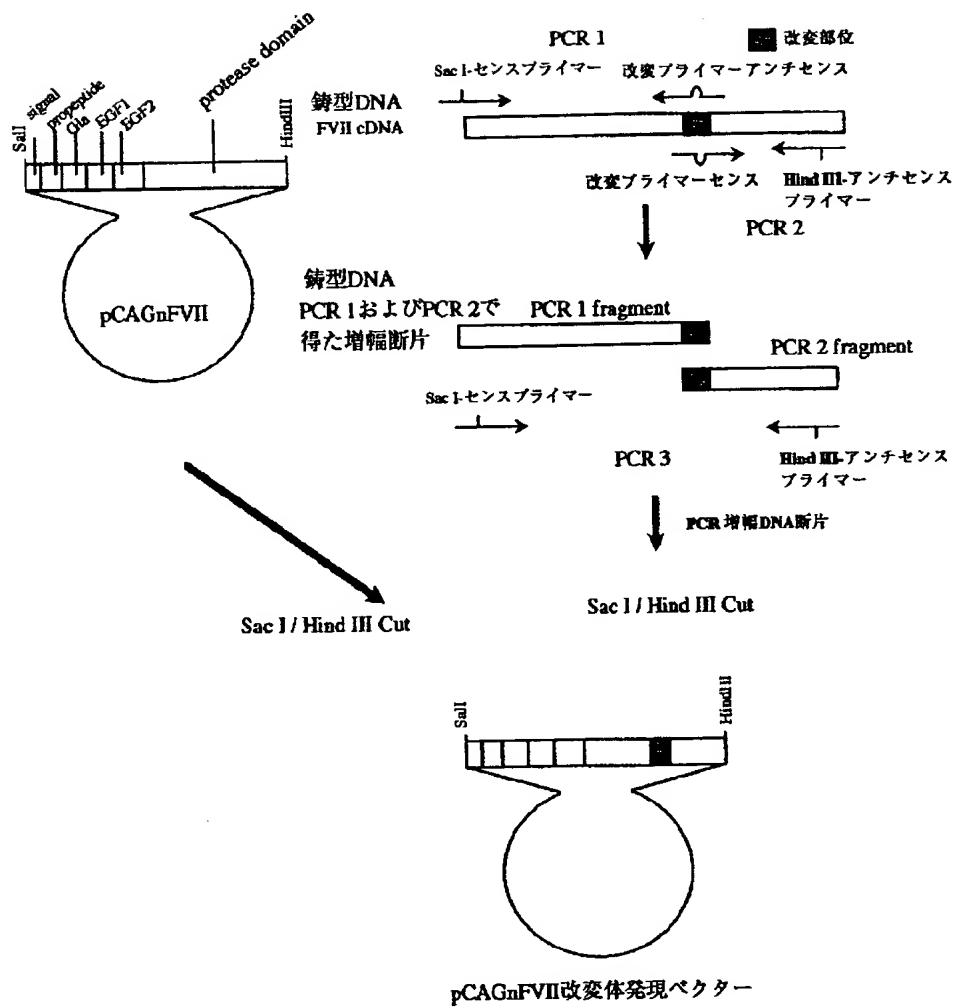 SalI
signal
propeptide
Gla
EGF1
EGF2
protease domain
HindIII
pCAGnFVII
PCR 1
改変部位
Sac I-センスプライマー
改変プライマーアンチセンス
鋳型DNA
FVII cDNA
改変プライマーセンス
Hind III-アンチセンス
プライマー
PCR 2
鋳型DNA
PCR 1およびPCR 2で
得た増幅断片
PCR 1 fragment
PCR 2 fragment
Sac I-センスプライマー
PCR 3
Hind III-アンチセンス
プライマー
PCR 増幅DNA断片
Sac I / Hind III Cut
Sac I / Hind III Cut
SalI
HindIII
pCAGnFVII改変体発現ベクター